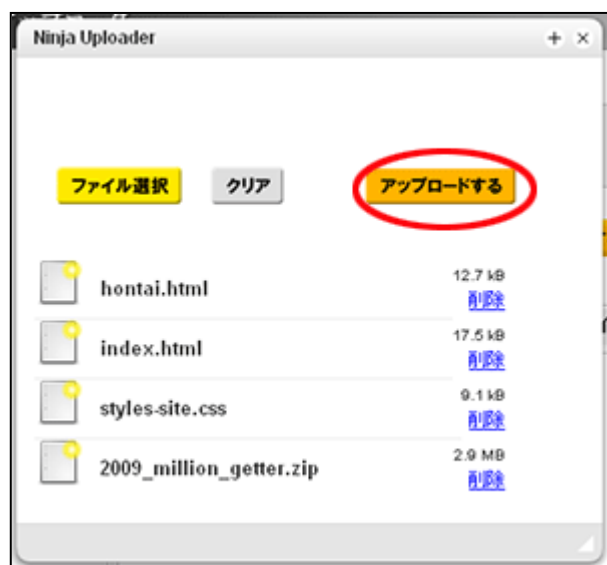 Ninja Uploader
ファイル選択 クリア アップロードする
hontai.html 12.7 kB
削除
index.html 17.5 kB
削除
styles-site.css 9.1 kB
削除
2009_million_getter.zip 2.9 MB
削除